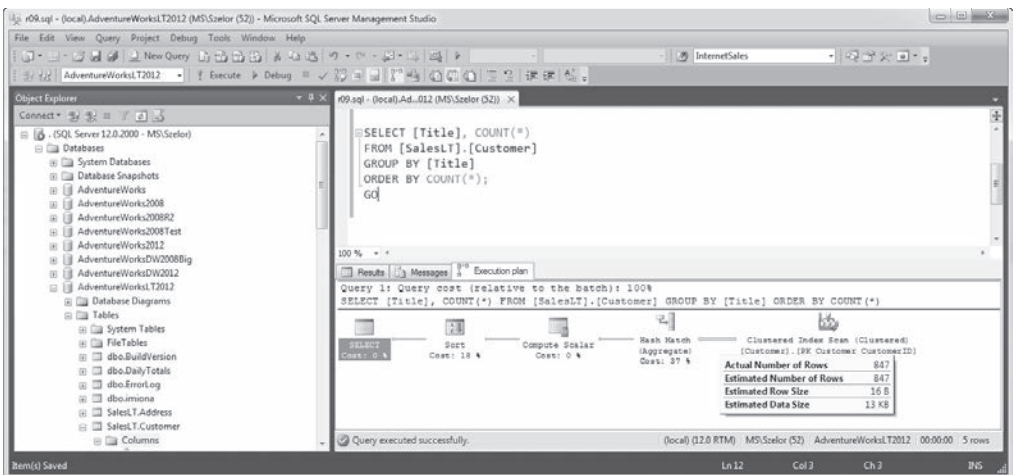 r09.sql - (local).AdventureWorksLT2012 (MS\Szelor (52)) - Microsoft SQL Server Management Studio
File Edit View Query Project Debug Tools Window Help
New Query
InternetSales
AdventureWorksLT2012
Execute
Debug
Object Explorer
Connect
. (SQL Server 12.0.2000 - MS\Szelor)
Databases
System Databases
Database Snapshots
AdventureWorks
AdventureWorks2008
AdventureWorks2008R2
AdventureWorks2008Test
AdventureWorks2012
AdventureWorksDW2008Big
AdventureWorksDW2012
AdventureWorksLT2012
Database Diagrams
Tables
System Tables
FileTables
dbo.BuildVersion
dbo.DailyTotals
dbo.ErrorLog
dbo.imiona
SalesLT.Address
SalesLT.Customer
Columns
r09.sql - (local).Ad...012 (MS\Szelor (52))
SELECT [Title], COUNT(*)
FROM [SalesLT].[Customer]
GROUP BY [Title]
ORDER BY COUNT(*);
GO
100 %
Results Messages Execution plan
Query 1: Query cost (relative to the batch): 100%
SELECT [Title], COUNT(*) FROM [SalesLT].[Customer] GROUP BY [Title] ORDER BY COUNT(*)
SELECT
Cost: 0 %
Sort
Cost: 18 %
Compute Scalar
Cost: 0 %
Hash Match
(Aggregate)
Cost: 37 %
Clustered Index Scan (Clustered)
[Customer].[PK Customer CustomerID]
Actual Number of Rows 847
Estimated Number of Rows 847
Estimated Row Size 16 B
Estimated Data Size 13 KB
Query executed successfully.
(local) (12.0 RTM) MS\Szelor (52) AdventureWorksLT2012 00:00:00 5 rows
Item(s) Saved
Ln 12 Col 3 Ch 3 INS